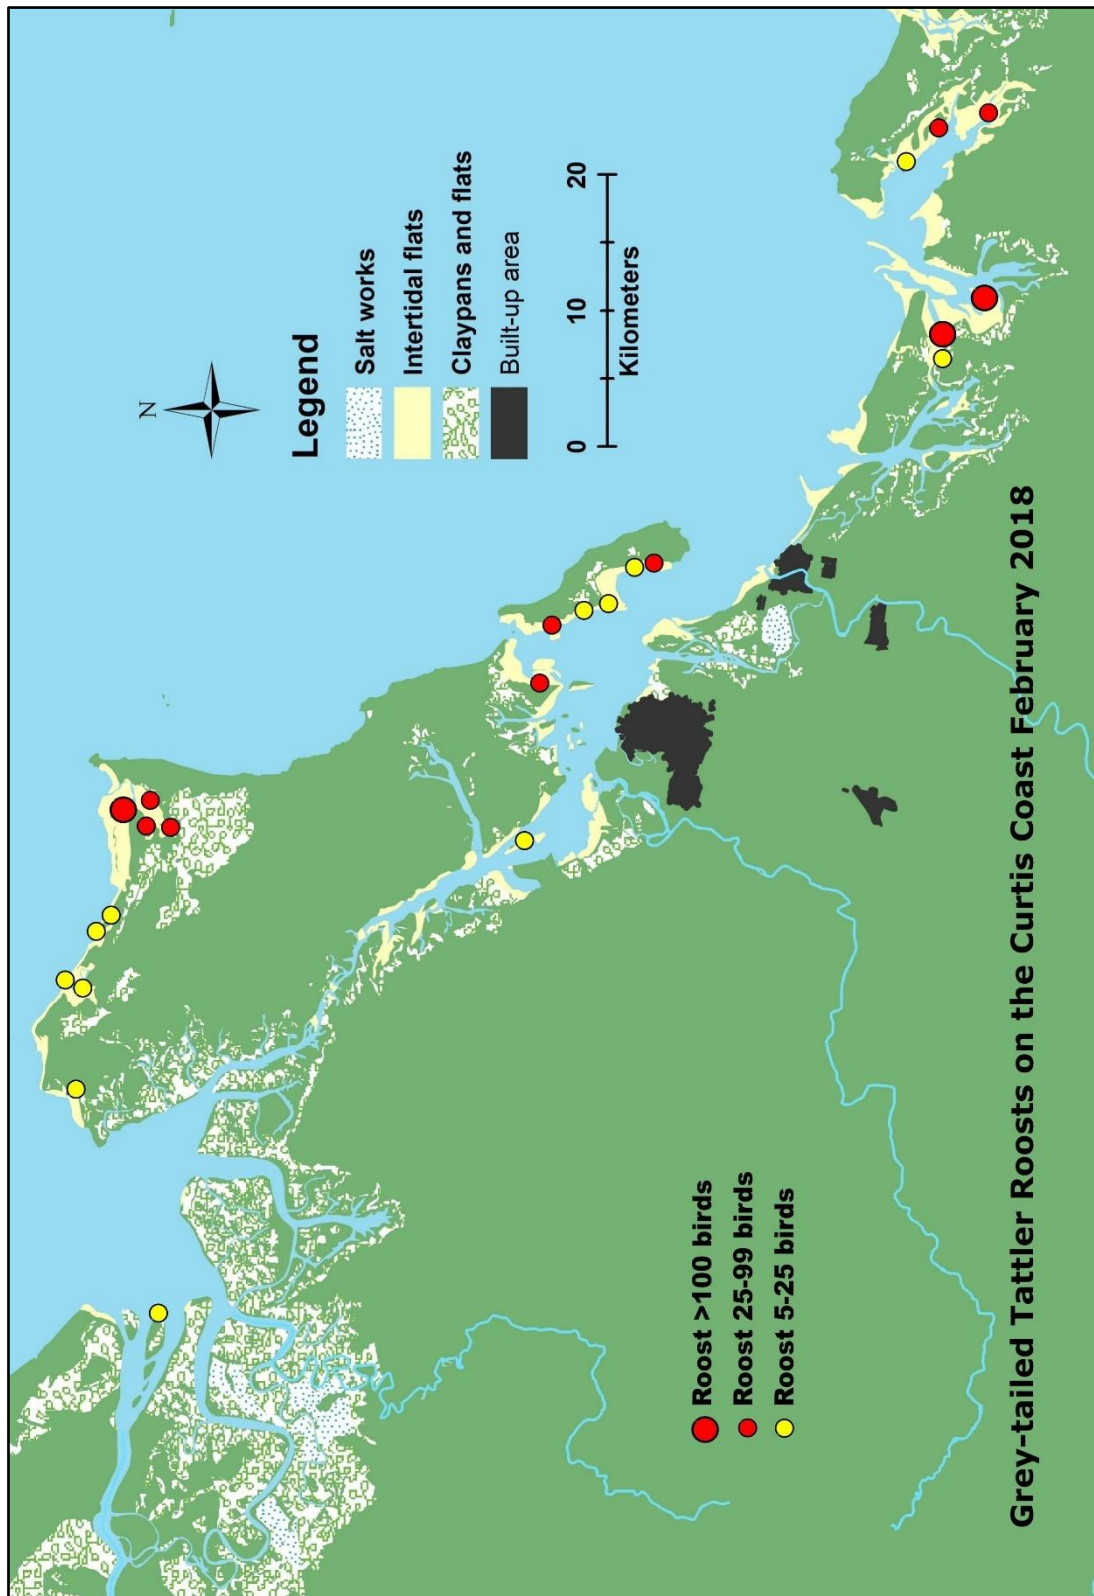 N
Legend
Salt works
Intertidal flats
Claypans and flats
Built-up area
0 10 20
Kilometers
Roost >100 birds
Roost 25-99 birds
Roost 5-25 birds
Grey-tailed Tattler Roosts on the Curtis Coast February 2018